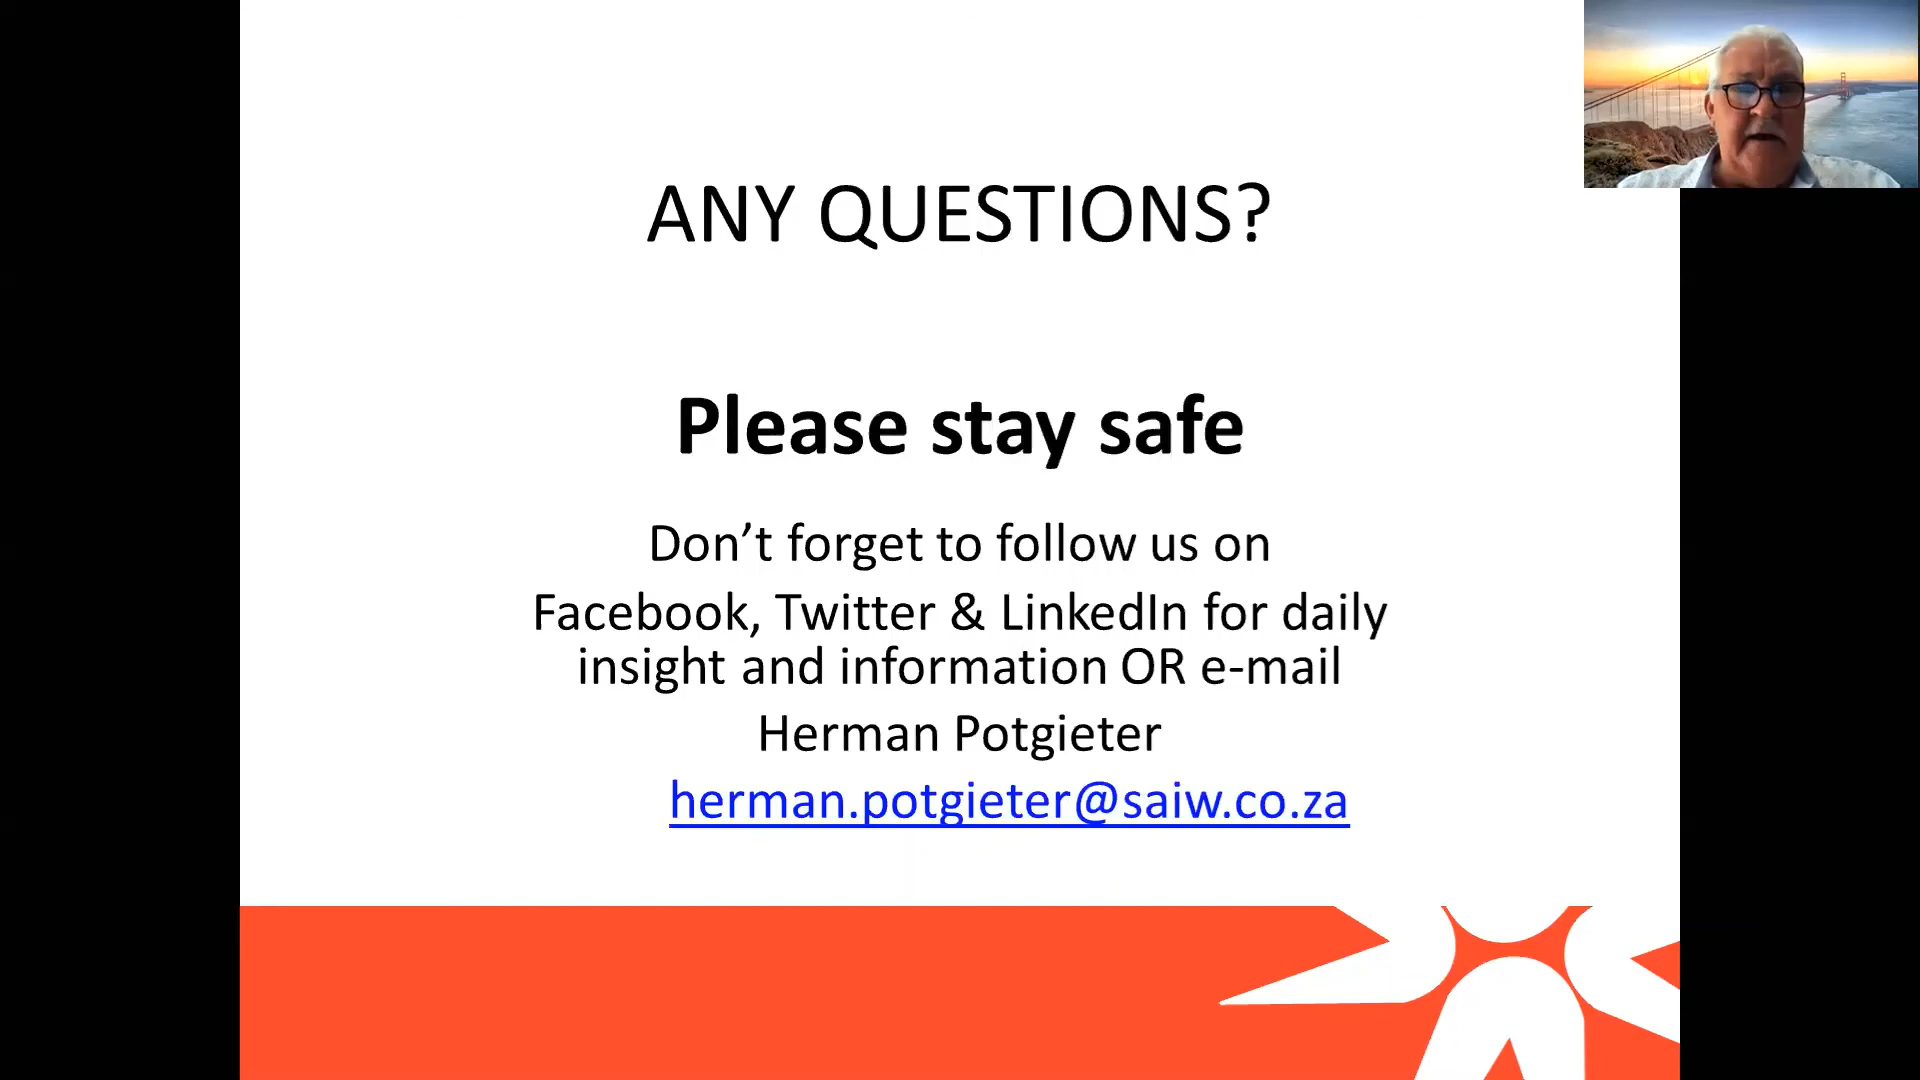 ANY QUESTIONS?
Please stay safe
Don’t forget to follow us on
Facebook, Twitter & LinkedIn for daily
insight and information OR e-mail
Herman Potgieter
herman.potgieter@saiw.co.za